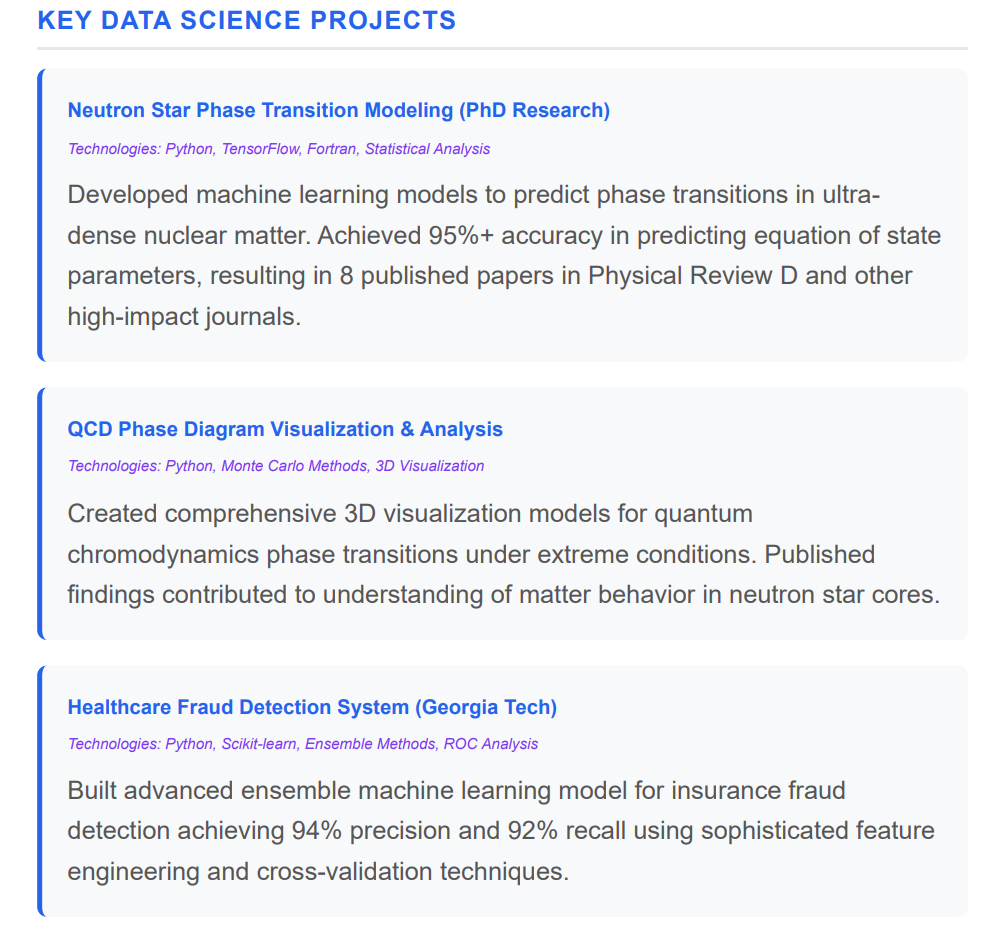 KEY DATA SCIENCE PROJECTS
Neutron Star Phase Transition Modeling (PhD Research)
Technologies: Python, TensorFlow, Fortran, Statistical Analysis
Developed machine learning models to predict phase transitions in ultra-
dense nuclear matter. Achieved 95%+ accuracy in predicting equation of state
parameters, resulting in 8 published papers in Physical Review D and other
high-impact journals.
QCD Phase Diagram Visualization & Analysis
Technologies: Python, Monte Carlo Methods, 3D Visualization
Created comprehensive 3D visualization models for quantum
chromodynamics phase transitions under extreme conditions. Published
findings contributed to understanding of matter behavior in neutron star cores.
Healthcare Fraud Detection System (Georgia Tech)
Technologies: Python, Scikit-learn, Ensemble Methods, ROC Analysis
Built advanced ensemble machine learning model for insurance fraud
detection achieving 94% precision and 92% recall using sophisticated feature
engineering and cross-validation techniques.